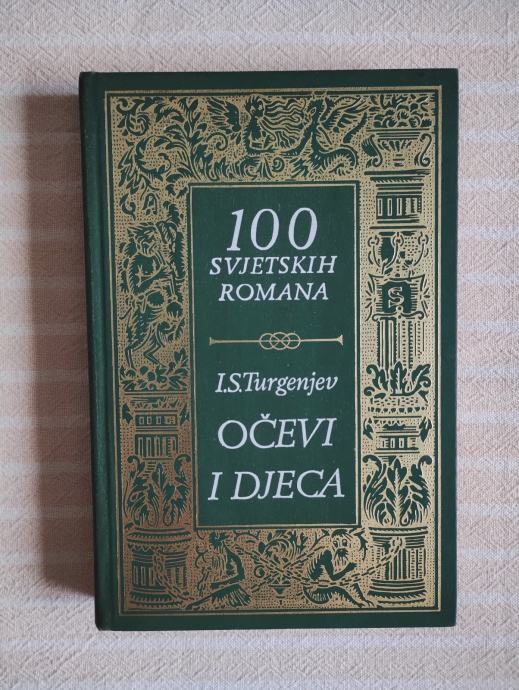 100
SVJETSKIH
ROMANA
I.S.Turgenjev
OČEVI
I DJECA